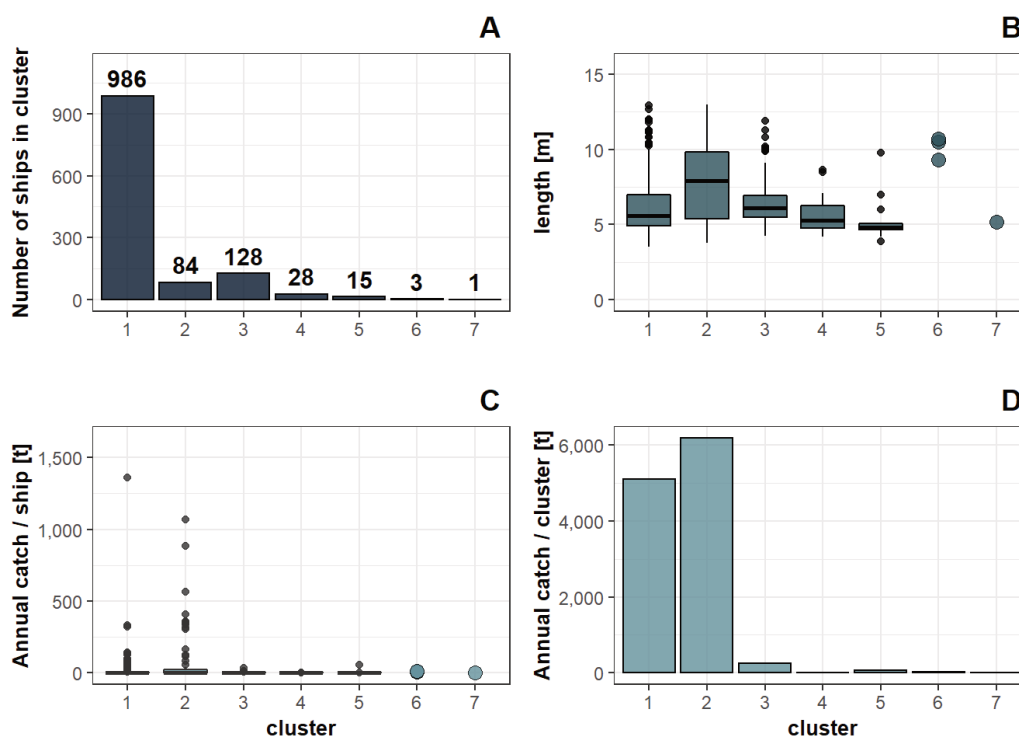 A
Number of ships in cluster
900
600
300
0
986
84
128
28
15
3
1
1 2 3 4 5 6 7
B
length [m]
15
10
5
0
1 2 3 4 5 6 7
C
Annual catch / ship [t]
1,500
1,000
500
0
1 2 3 4 5 6 7
cluster
D
Annual catch / cluster [t]
6,000
4,000
2,000
0
1 2 3 4 5 6 7
cluster